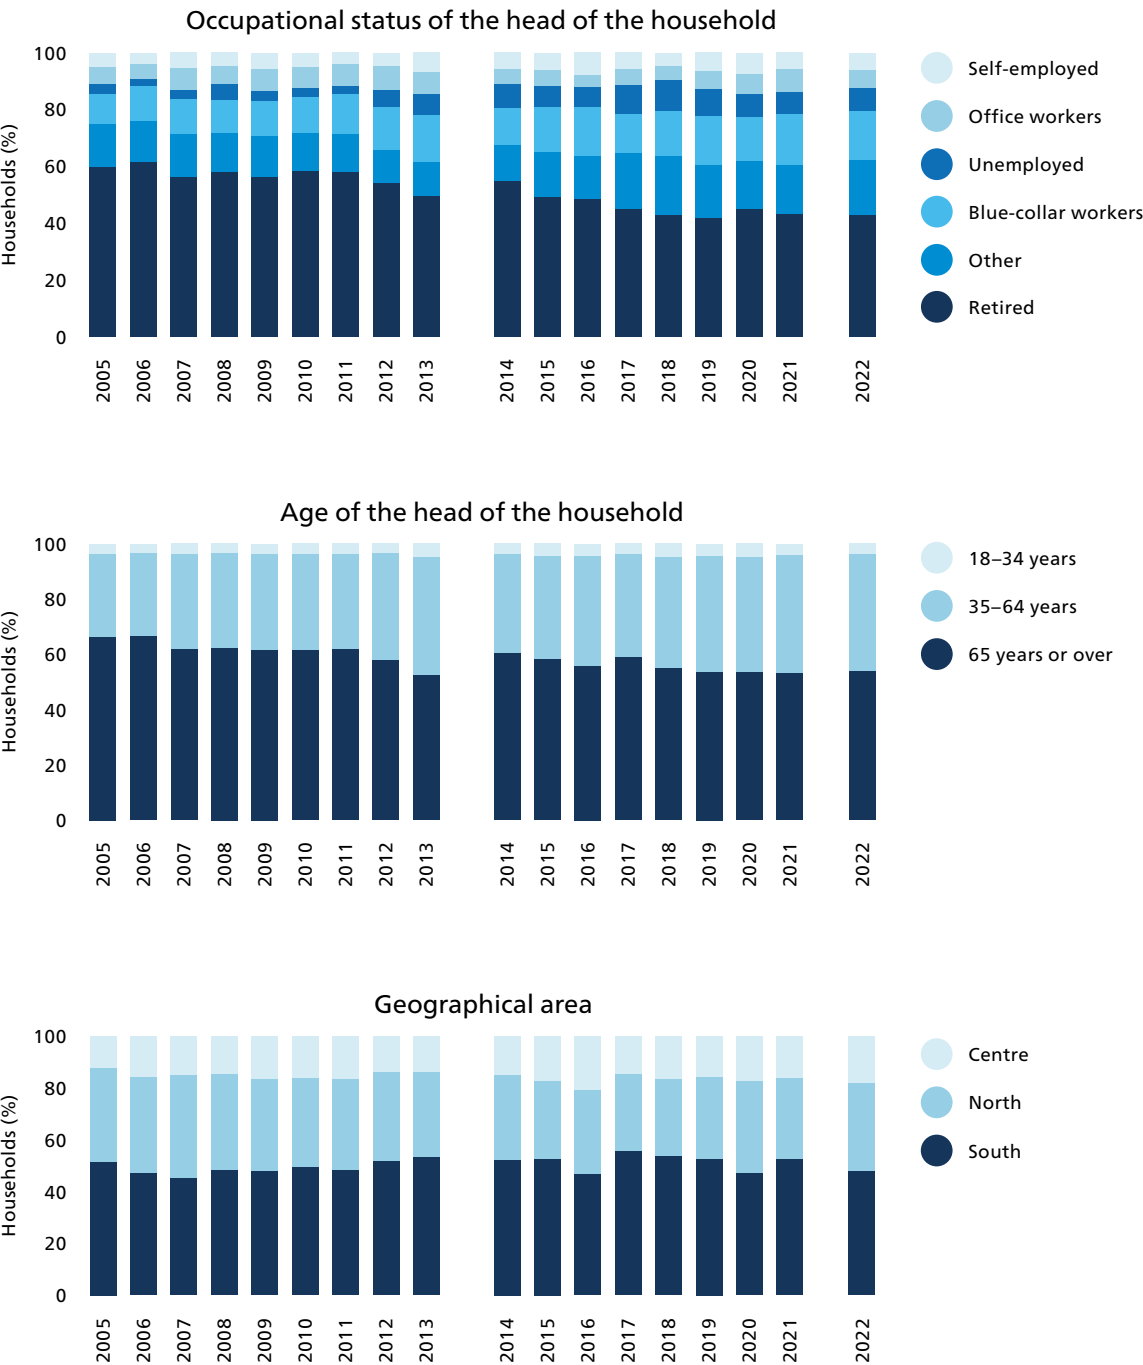 Occupational status of the head of the household
Households (%)
100
80
60
40
20
0
2005 2006 2007 2008 2009 2010 2011 2012 2013 2014 2015 2016 2017 2018 2019 2020 2021 2022
Self-employed
Office workers
Unemployed
Blue-collar workers
Other
Retired
Age of the head of the household
Households (%)
100
80
60
40
20
0
2005 2006 2007 2008 2009 2010 2011 2012 2013 2014 2015 2016 2017 2018 2019 2020 2021 2022
18–34 years
35–64 years
65 years or over
Geographical area
Households (%)
100
80
60
40
20
0
2005 2006 2007 2008 2009 2010 2011 2012 2013 2014 2015 2016 2017 2018 2019 2020 2021 2022
Centre
North
South